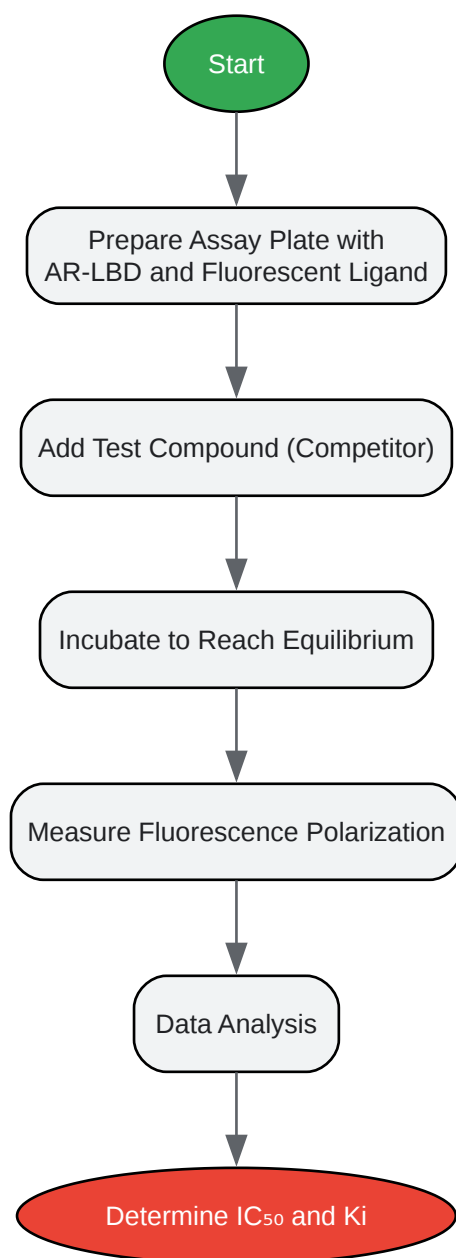 Start
Prepare Assay Plate with
AR-LBD and Fluorescent Ligand
Add Test Compound (Competitor)
Incubate to Reach Equilibrium
Measure Fluorescence Polarization
Data Analysis
Determine IC₅₀ and Ki